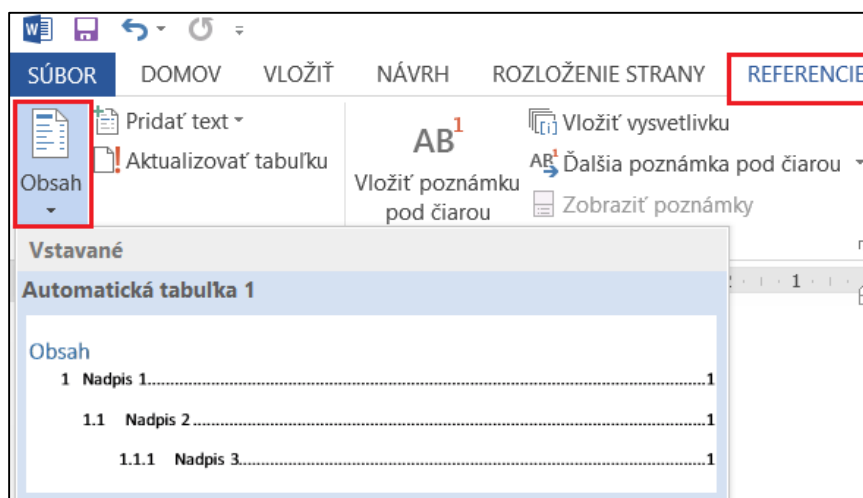 SÚBOR DOMOV VLOŽIŤ NÁVRH ROZLOŽENIE STRANY REFERENCIE
Obsah
Pridať text
Aktualizovať tabuľku
AB1
Vložiť poznámku
pod čiarou
[i] Vložiť vysvetlivku
AB1 Ďalšia poznámka pod čiarou
Zobraziť poznámky
Vstavané
Automatická tabuľka 1
1
Obsah
1 Nadpis 1..........1
1.1 Nadpis 2..........1
1.1.1 Nadpis 3..........1